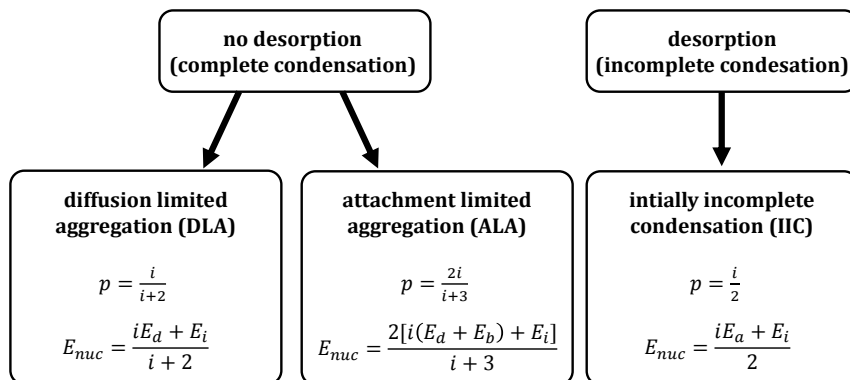 no desorption
(complete condensation)
desorption
(incomplete condesation)
diffusion limited
aggregation (DLA)
p = i/(i+2)
E_nuc = (iE_d + E_i)/(i + 2)
attachment limited
aggregation (ALA)
p = 2i/(i+3)
E_nuc = 2[i(E_d + E_b) + E_i]/(i + 3)
intially incomplete
condensation (IIC)
p = i/2
E_nuc = (iE_a + E_i)/2